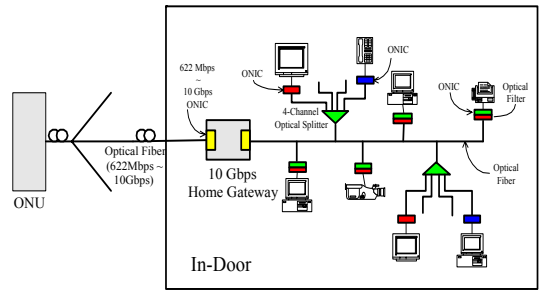 622 Mbps
~
10 Gbps
ONIC
ONIC
ONIC
ONIC
Optical
Filter
4-Channel
Optical Splitter
Optical Fiber
(622Mbps ~
10Gbps)
10 Gbps
Home Gateway
Optical
Fiber
ONU
In-Door